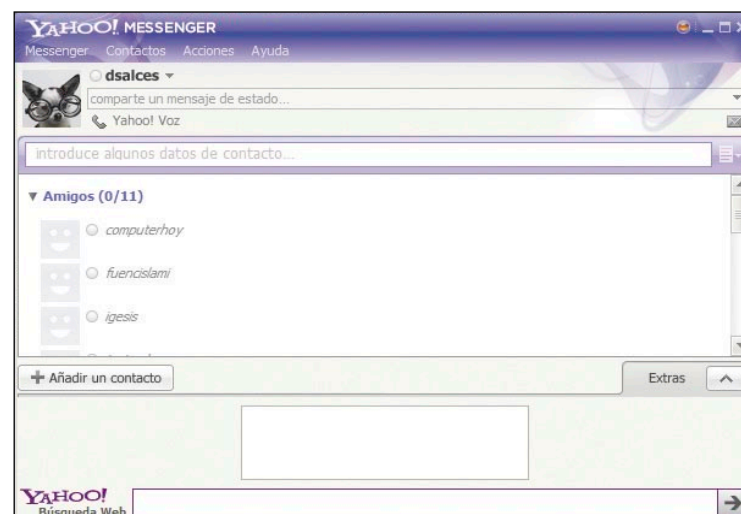 YAHOO! MESSENGER
Messenger Contactos Acciones Ayuda
dsalces
comparte un mensaje de estado...
Yahoo! Voz
introduce algunos datos de contacto...
Amigos (0/11)
computerhoy
fuencislami
igesis
Añadir un contacto
Extras
YAHOO!
Búsqueda Web